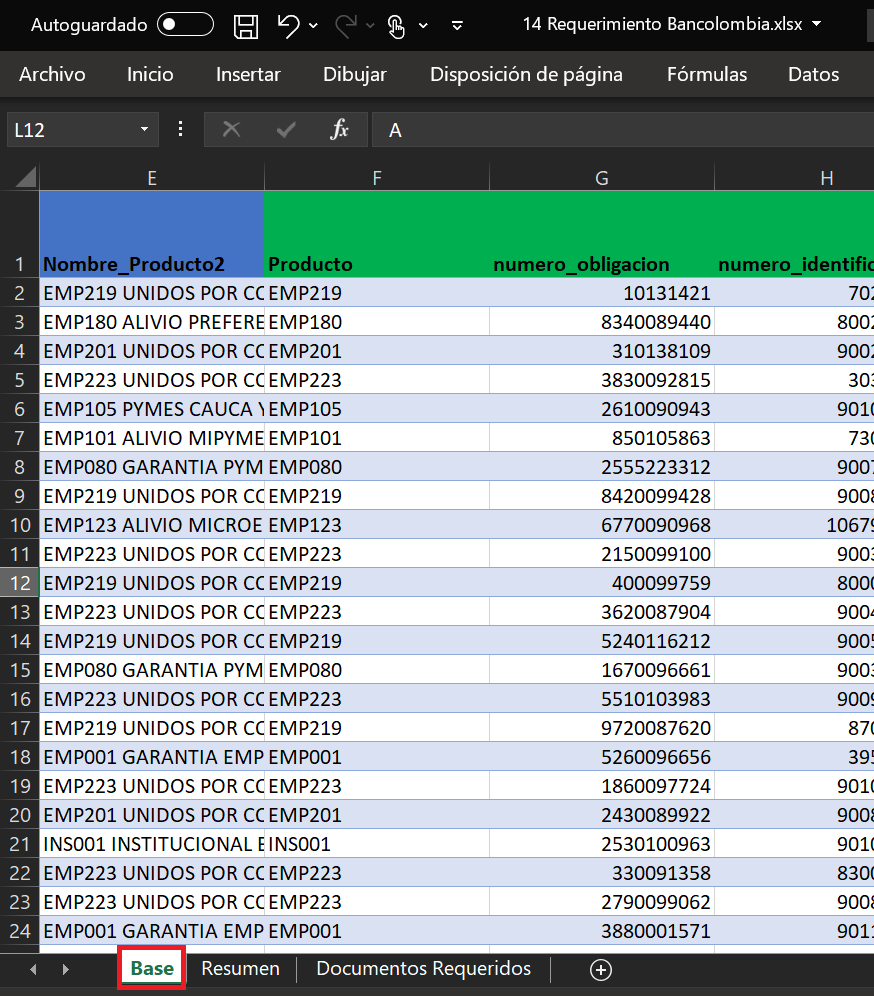 Autoguardado 14 Requerimiento Bancolombia.xlsx
Archivo Inicio Insertar Dibujar Disposición de página Fórmulas Datos
L12 fx A
E F G H
1 Nombre_Producto2 Producto numero_obligacion numero_identific
2 EMP219 UNIDOS POR CO EMP219 10131421 702
3 EMP180 ALIVIO PREFERE EMP180 8340089440 8002
4 EMP201 UNIDOS POR CO EMP201 310138109 9002
5 EMP223 UNIDOS POR CO EMP223 3830092815 303
6 EMP105 PYMES CAUCA Y EMP105 2610090943 9010
7 EMP101 ALIVIO MIPYME EMP101 850105863 730
8 EMP080 GARANTIA PYM EMP080 2555223312 9007
9 EMP219 UNIDOS POR CO EMP219 8420099428 9008
10 EMP123 ALIVIO MICROE EMP123 6770090968 10679
11 EMP223 UNIDOS POR CO EMP223 2150099100 9003
12 EMP219 UNIDOS POR CO EMP219 400099759 8000
13 EMP223 UNIDOS POR CO EMP223 3620087904 9004
14 EMP219 UNIDOS POR CO EMP219 5240116212 9005
15 EMP080 GARANTIA PYM EMP080 1670096661 9003
16 EMP223 UNIDOS POR CO EMP223 5510103983 9009
17 EMP219 UNIDOS POR CO EMP219 9720087620 870
18 EMP001 GARANTIA EMP EMP001 5260096656 395
19 EMP223 UNIDOS POR CO EMP223 1860097724 9010
20 EMP201 UNIDOS POR CO EMP201 2430089922 9008
21 INS001 INSTITUCIONAL E INS001 2530100963 9010
22 EMP223 UNIDOS POR CO EMP223 330091358 8300
23 EMP223 UNIDOS POR CO EMP223 2790099062 9008
24 EMP001 GARANTIA EMP EMP001 3880001571 9011
Base Resumen Documentos Requeridos